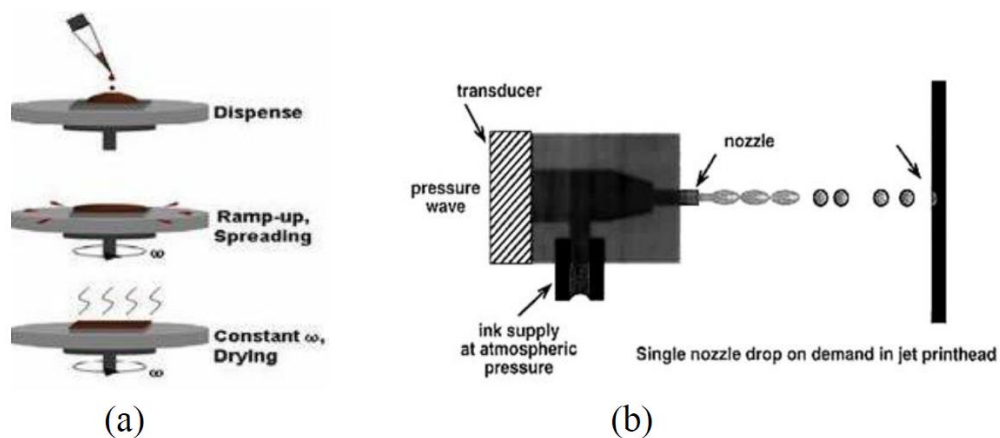 Dispense
Ramp-up,
Spreading
ω
Constant ω,
Drying
ω
(a)
transducer
nozzle
pressure
wave
ink supply
at atmospheric
pressure
Single nozzle drop on demand in jet printhead
(b)